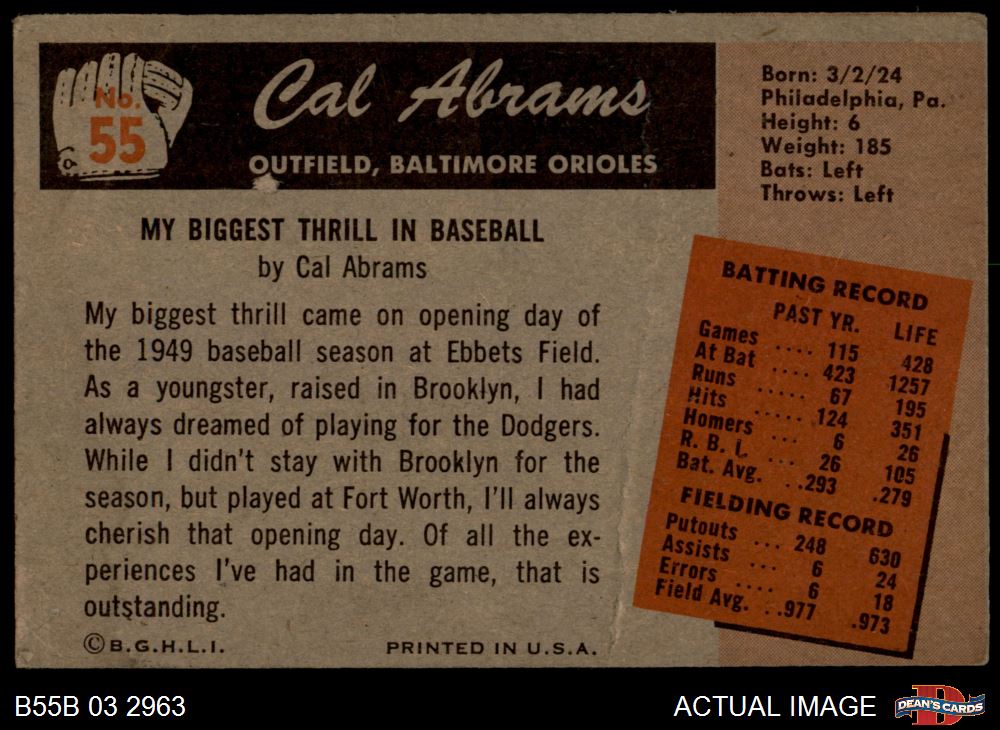 No.
55
Cal Abrams
OUTFIELD, BALTIMORE ORIOLES
Born: 3/2/24
Philadelphia, Pa.
Height: 6
Weight: 185
Bats: Left
Throws: Left
MY BIGGEST THRILL IN BASEBALL
by Cal Abrams
My biggest thrill came on opening day of
the 1949 baseball season at Ebbets Field.
As a youngster, raised in Brooklyn, I had
always dreamed of playing for the Dodgers.
While I didn't stay with Brooklyn for the
season, but played at Fort Worth, I'll always
cherish that opening day. Of all the ex-
periences I've had in the game, that is
outstanding.
©B.G.H.L.I. PRINTED IN U.S.A.
BATTING RECORD
PAST YR. LIFE
Games .... 115 428
At Bat .... 423 1257
Runs ..... 67 195
Hits ..... 124 351
Homers ... 6 26
R. B. I. ... 26 105
Bat. Avg. ..293 .279
FIELDING RECORD
Putouts ... 248 630
Assists ... 6 24
Errors .... 6 18
Field Avg. ..977 .973
B55B 03 2963
ACTUAL IMAGE
D
DEAN'S CARDS